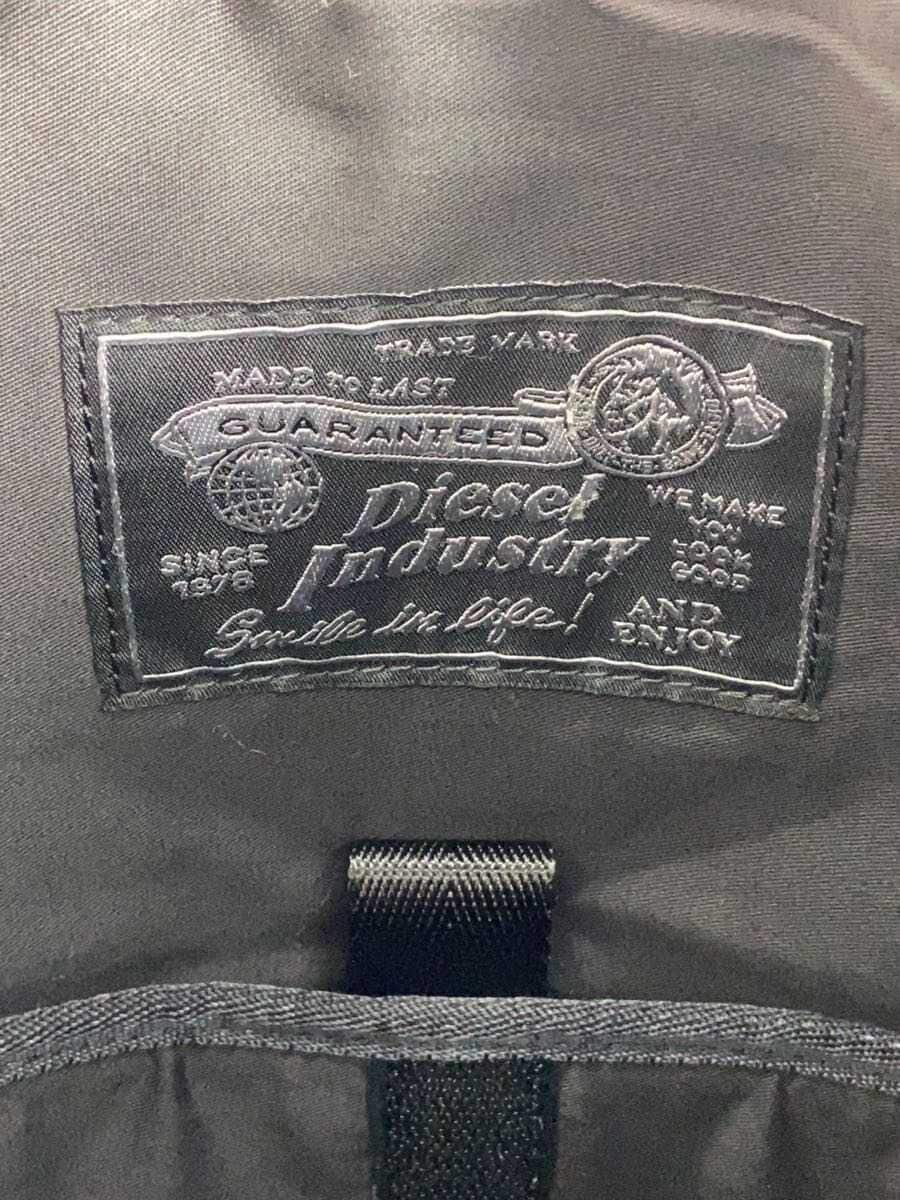 TRADE MARK
MADE TO LAST
GUARANTEED
Diesel
Industry
SINCE
1978
WE MAKE
YOU
LOOK
GOOD
AND
ENJOY
Smile in life!